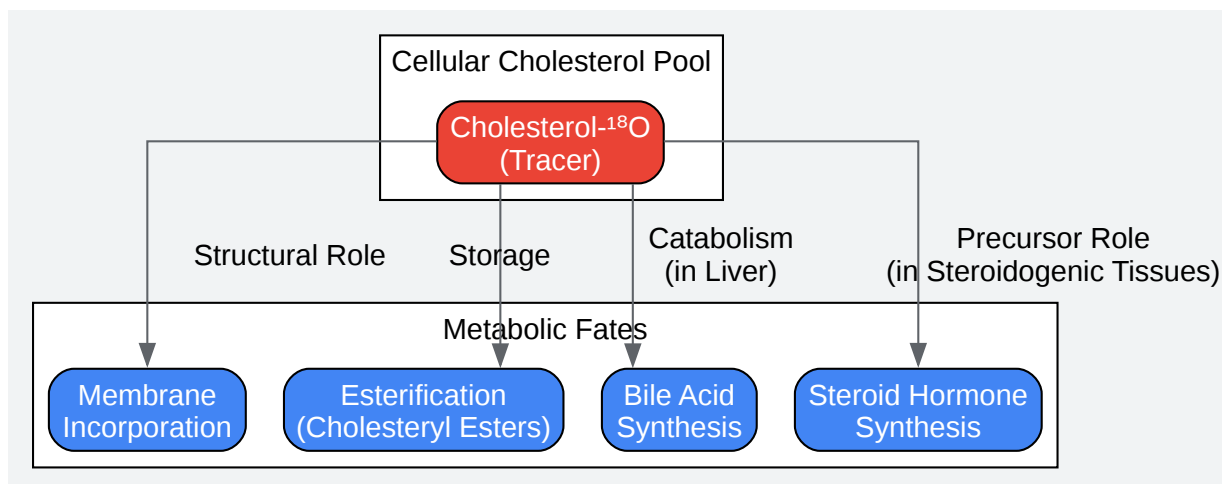 Cellular Cholesterol Pool
Cholesterol-¹⁸O
(Tracer)
Structural Role
Storage
Catabolism
(in Liver)
Precursor Role
(in Steroidogenic Tissues)
Metabolic Fates
Membrane
Incorporation
Esterification
(Cholesteryl Esters)
Bile Acid
Synthesis
Steroid Hormone
Synthesis